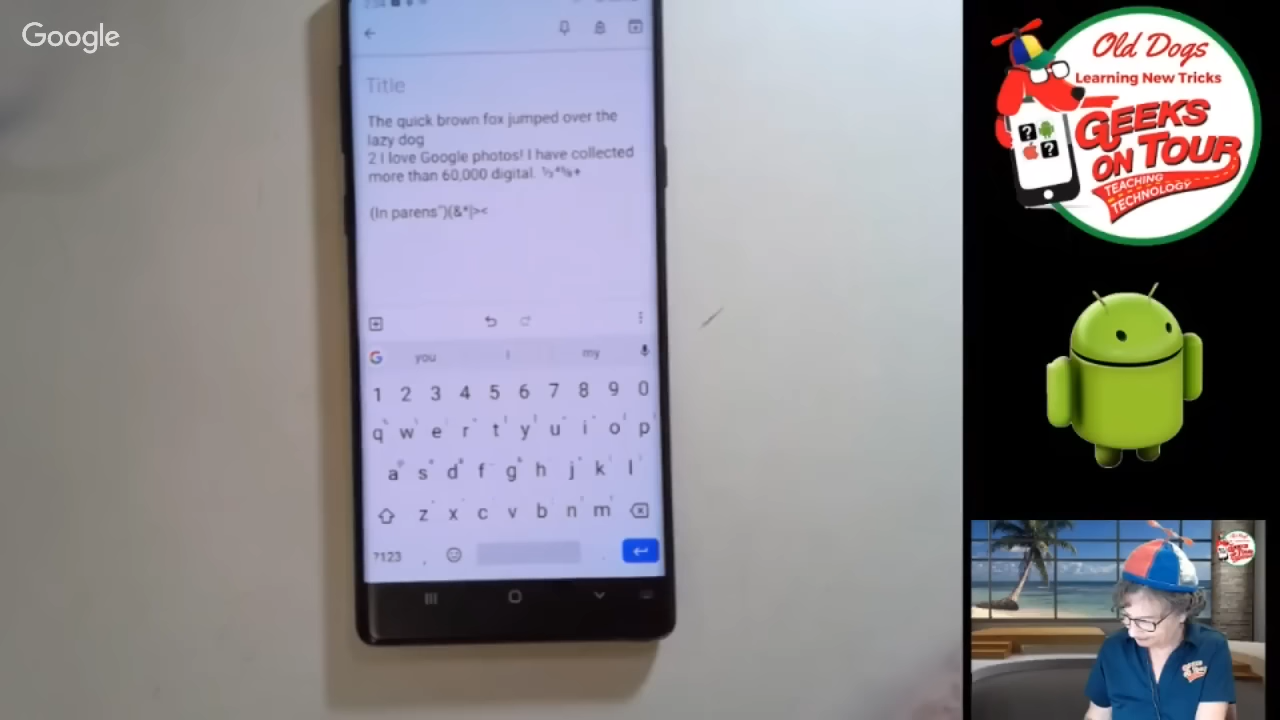 Google
Title
The quick brown fox jumped over the
lazy dog
2 I love Google photos! I have collected
more than 60,000 digital.
(In parens")(&*|><
G you I my
1 2 3 4 5 6 7 8 9 0
q w e r t y u i o p
a s d f g h j k l
z x c v b n m
?123 , .
Old Dogs
Learning New Tricks
GEEKS
ON TOUR
TEACHING
TECHNOLOGY
? ?